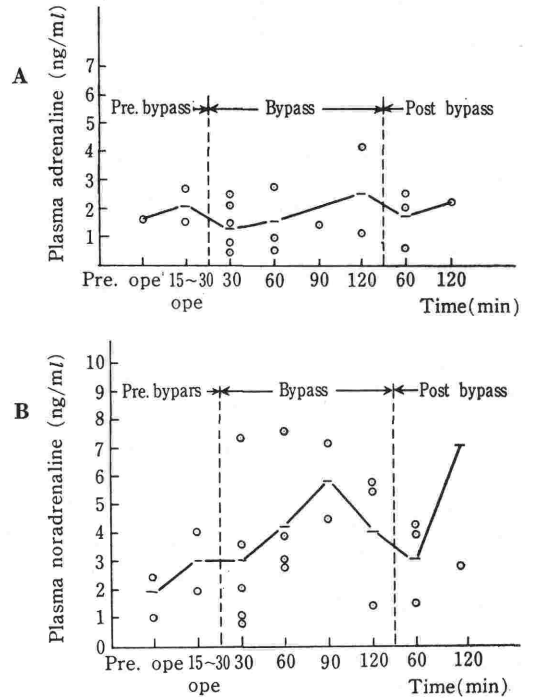 A
Plasma adrenaline (ng/ml)
7
6
5
4
3
2
1
Pre. bypass
Bypass
Post bypass
Pre. ope 15~30 30 60 90 120 60 120
ope
Time(min)
B
Plasma noradrenaline (ng/ml)
10
9
8
7
6
5
4
3
2
1
0
Pre. bypars
Bypass
Post bypass
Pre. ope 15~30 30 60 90 120 60 120
ope
Time(min)